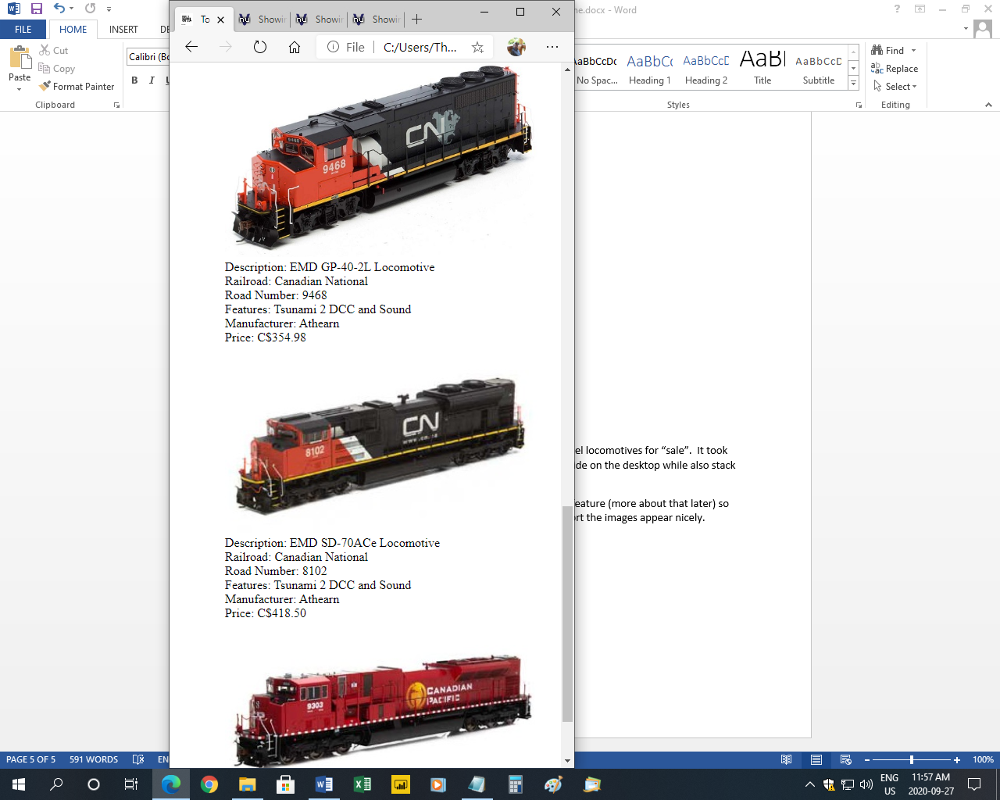 To
Showin
Showin
Showin
ne.docx - Word
FILE
HOME
INSERT
DE
File
C:/Users/Th...
Cut
Copy
Format Painter
Paste
Clipboard
Calibri (Bo
B I U
AaBbCcDc
AaBbCc
AaBbCcD
AaBl
AaBbCcD
No Spac...
Heading 1
Heading 2
Title
Subtitle
Styles
Find
Replace
Select
Editing
CN
9468
9468
Description: EMD GP-40-2L Locomotive
Railroad: Canadian National
Road Number: 9468
Features: Tsunami 2 DCC and Sound
Manufacturer: Athearn
Price: C$354.98
CN
www.cn.ca
8102
el locomotives for “sale”. It took
ide on the desktop while also stack
eature (more about that later) so
ort the images appear nicely.
Description: EMD SD-70ACe Locomotive
Railroad: Canadian National
Road Number: 8102
Features: Tsunami 2 DCC and Sound
Manufacturer: Athearn
Price: C$418.50
CANADIAN
PACIFIC
9303
PAGE 5 OF 5
591 WORDS
EN
100%
ENG
US
11:57 AM
2020-09-27